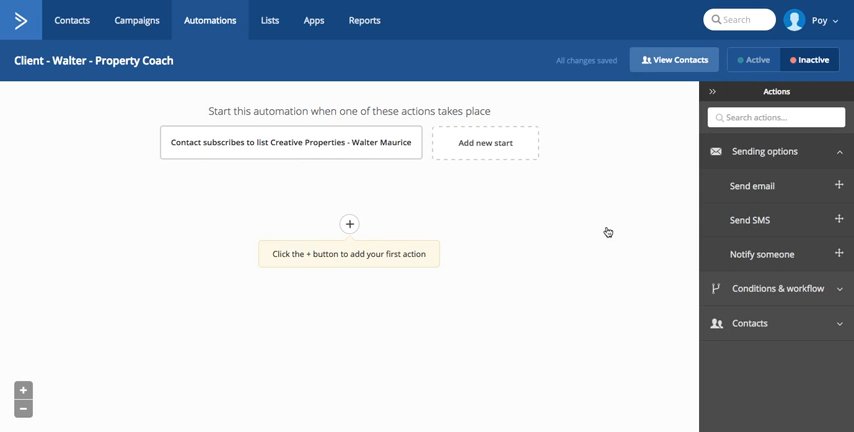 Contacts
Campaigns
Automations
Lists
Apps
Reports
Search
Poy
Client - Walter - Property Coach
All changes saved
View Contacts
Active
Inactive
Start this automation when one of these actions takes place
Contact subscribes to list Creative Properties - Walter Maurice
Add new start
Click the + button to add your first action
Actions
Search actions...
Sending options
Send email
Send SMS
Notify someone
Conditions & workflow
Contacts